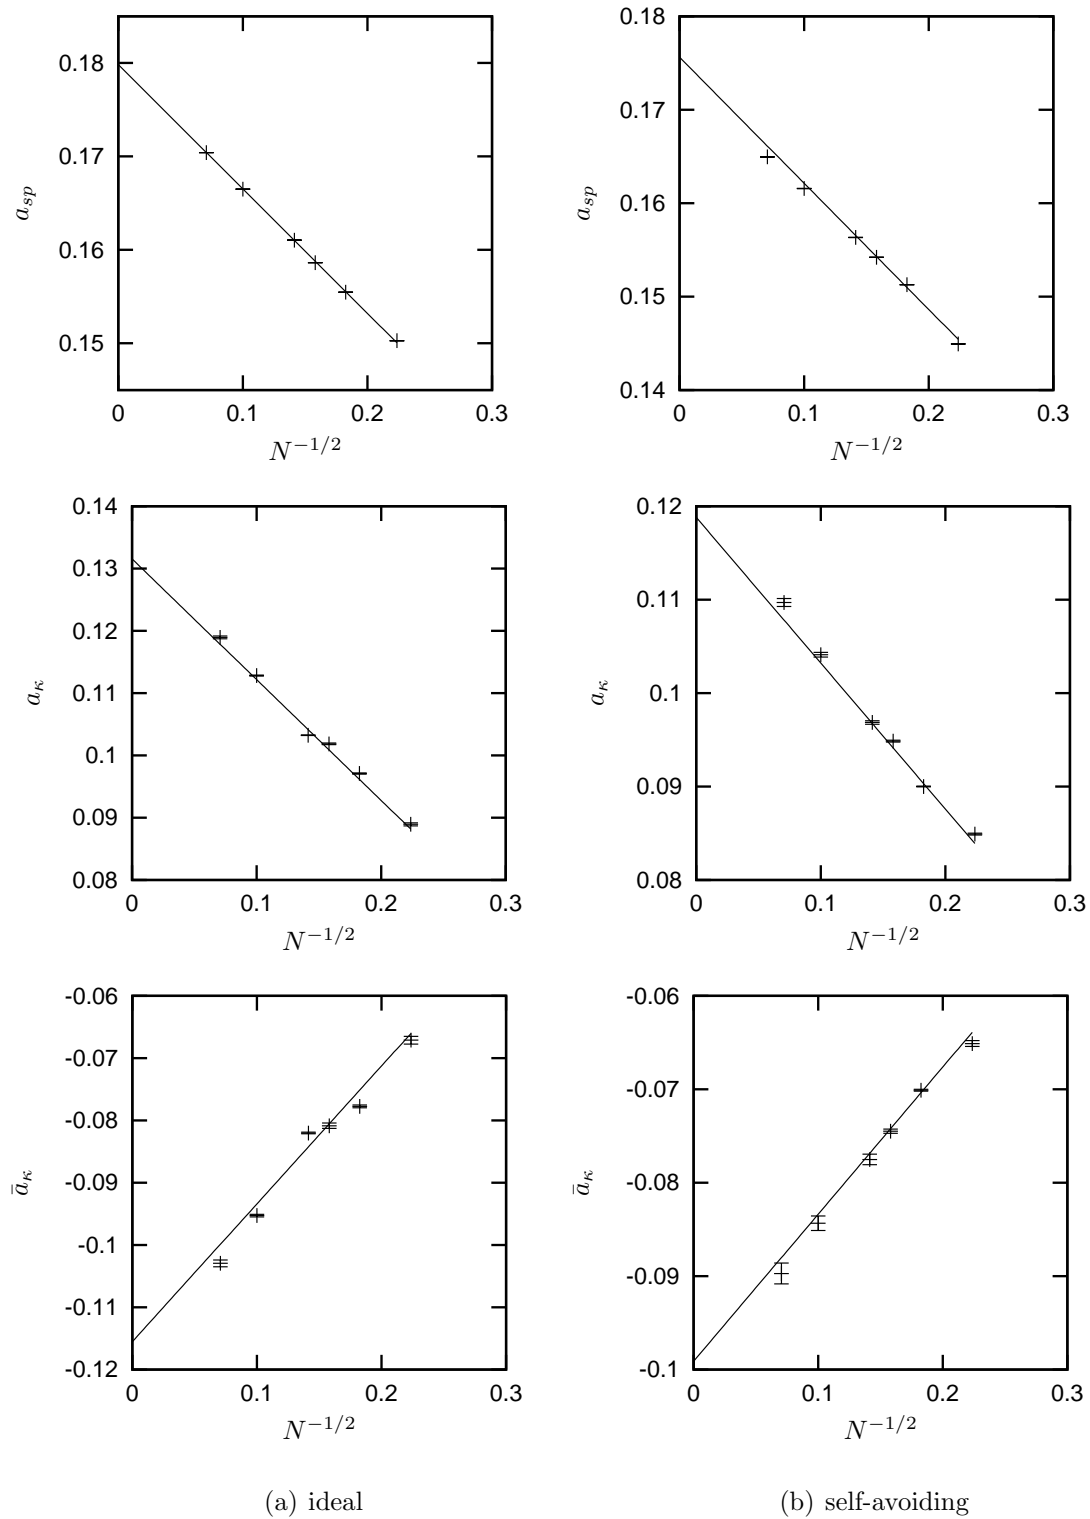 0.18
0.17
0.16
0.15
0 0.1 0.2 0.3
a_{sp}
N^{-1/2}
0.18
0.17
0.16
0.15
0.14
0 0.1 0.2 0.3
a_{sp}
N^{-1/2}
0.14
0.13
0.12
0.11
0.1
0.09
0.08
0 0.1 0.2 0.3
a_κ
N^{-1/2}
0.12
0.11
0.1
0.09
0.08
0 0.1 0.2 0.3
a_κ
N^{-1/2}
-0.06
-0.07
-0.08
-0.09
-0.1
-0.11
-0.12
0 0.1 0.2 0.3
ā_κ
N^{-1/2}
-0.06
-0.07
-0.08
-0.09
-0.1
0 0.1 0.2 0.3
ā_κ
N^{-1/2}
(a) ideal
(b) self-avoiding